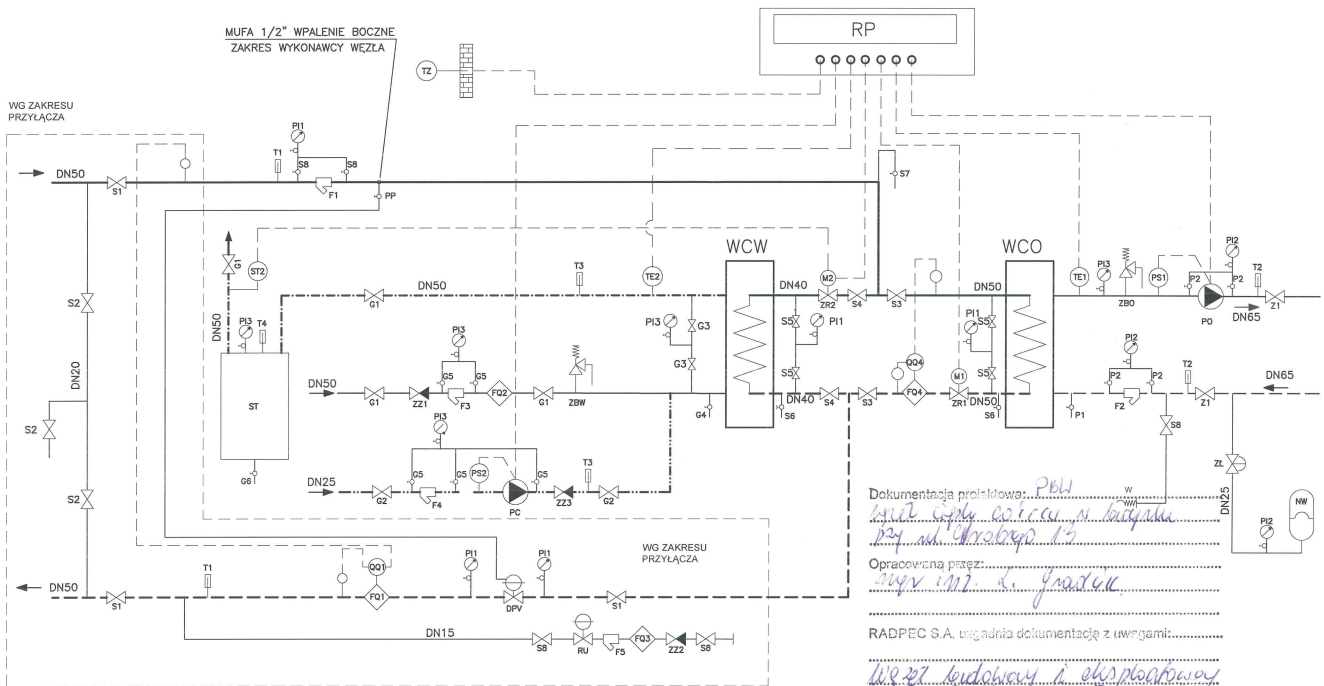 MUFA 1/2" WPALENIE BOCZNE
ZAKRES WYKONAWCY WĘZŁA
RP
TZ
WG ZAKRESU
PRZYŁĄCZA
PI1
T1
S8 S8
DN50
S1
F1
PP
S7
G1
ST2
DN50
WCW
WCO
TE2
M2
TE1
PI3
ZBO
PS1
PI2
P2 P2
T2
PO
Z1
DN65
T3
DN50
G1
DN40
ZR2
S4
S3
DN50
S2
PI3
T4
PI3
G3
G3
S5
PI1
S5
PI1
S5
S5
DN20
ST
PI3
G5 G5
DN50
G1
ZZ1
F3
FQ2
G1
ZBW
G4
DN40
S6
S4
S3
QQ4
FQ4
M1
ZR1
DN50
S6
P1
PI2
P2 P2
F2
T2
Z1
DN65
S8
S2
G6
PI3
DN25
G2
G5
F4
G5
PS2
PC
G5
ZZ3
T3
G2
ZŁ
DN25
W
NW
PI2
S2
WG ZAKRESU
PRZYŁĄCZA
DN50
S1
T1
QQ1
FQ1
PI1
DPV
PI1
S1
DN15
S8
RU
F5
FQ3
ZZ2
S8
Dokumentacja projektowa: PBW
przy ul. 13
Opracowana przez:
mgr inż.
RADPEC S.A. uzgadnia dokumentację z uwagami: